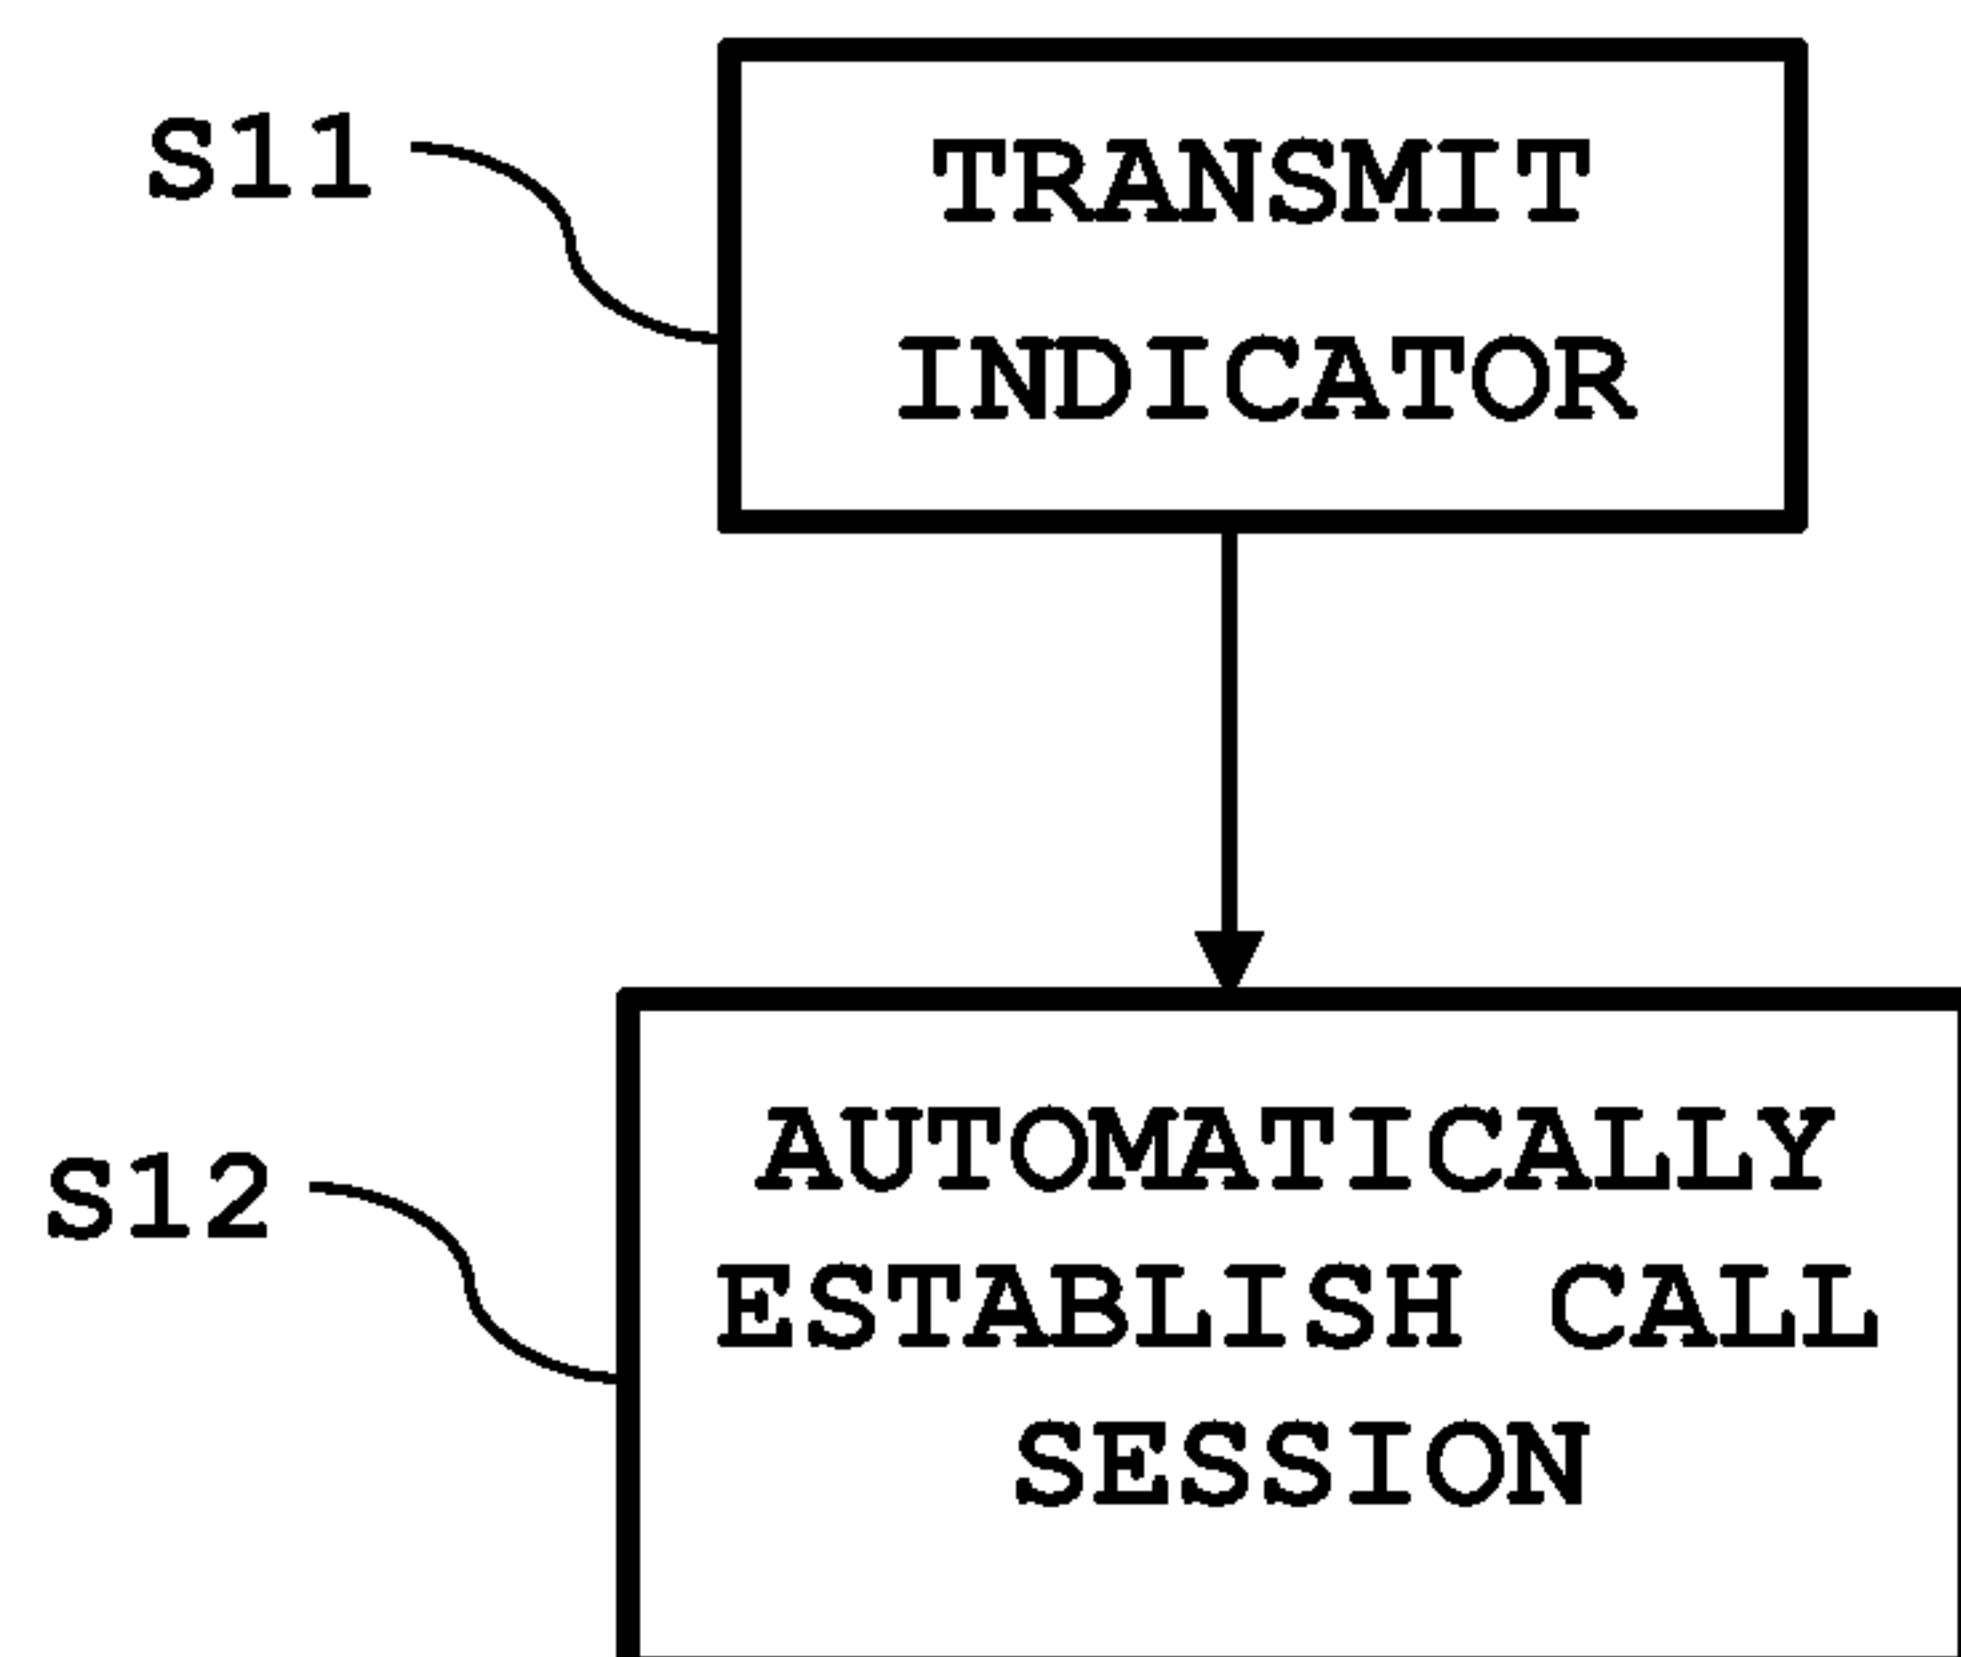 S11
TRANSMIT
INDICATOR
S12
AUTOMATICALLY
ESTABLISH CALL
SESSION